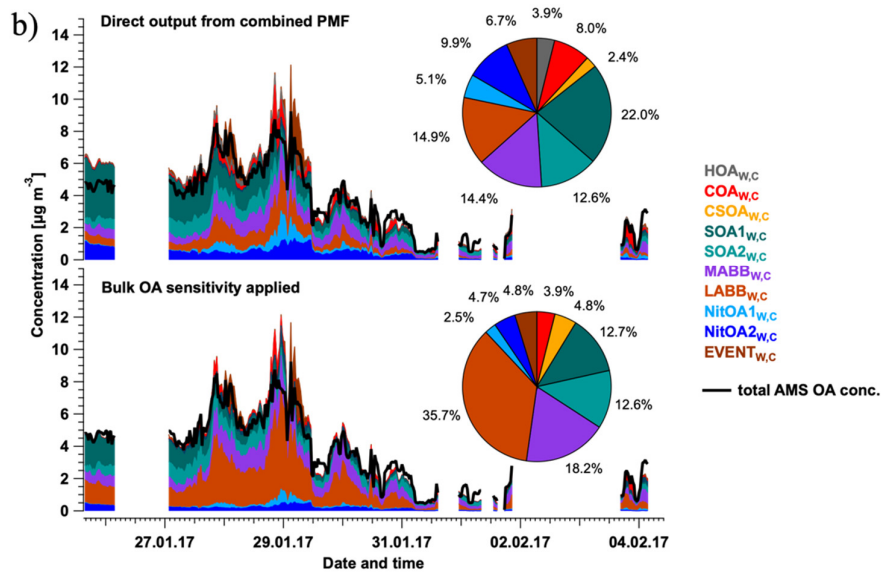 b)
Direct output from combined PMF
14
12
10
8
6
4
2
0
3.9%
8.0%
2.4%
22.0%
12.6%
14.4%
14.9%
5.1%
9.9%
6.7%
Concentration [µg m-3]
Bulk OA sensitivity applied
14
12
10
8
6
4
2
0
3.9%
4.8%
12.7%
12.6%
18.2%
35.7%
2.5%
4.7%
4.8%
27.01.17
29.01.17
31.01.17
02.02.17
04.02.17
Date and time
HOAW,C
COAW,C
CSOAW,C
SOA1W,C
SOA2W,C
MABBW,C
LABBW,C
NitOA1W,C
NitOA2W,C
EVENTW,C
total AMS OA conc.